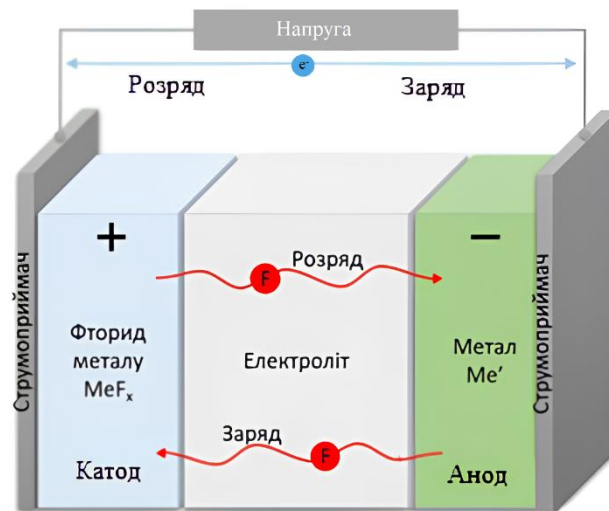 Напруга
e-
Розряд
Заряд
Струмоприймач
+
Фторид
металу
MeFx
Катод
F
Розряд
Електроліт
Заряд
F
−
Метал
Me’
Анод
Струмоприймач